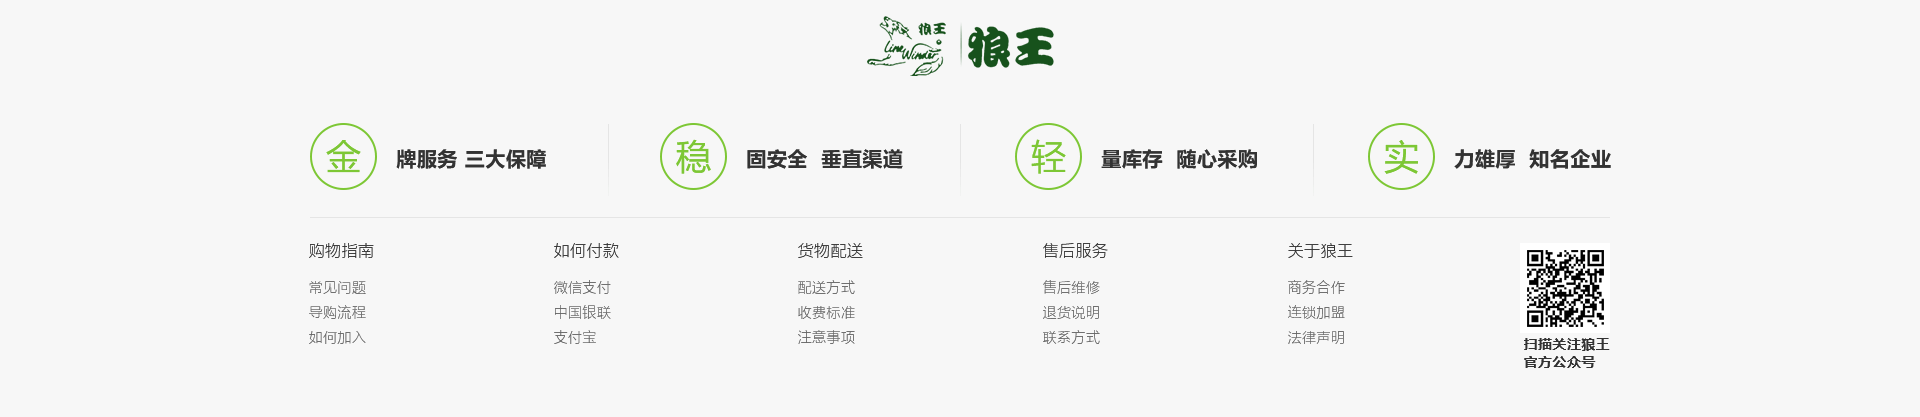 狼王
Line Winder
狼王
金 牌服务 三大保障
稳 固安全 垂直渠道
轻 量库存 随心采购
实 力雄厚 知名企业
购物指南
常见问题
导购流程
如何加入
如何付款
微信支付
中国银联
支付宝
货物配送
配送方式
收费标准
注意事项
售后服务
售后维修
退货说明
联系方式
关于狼王
商务合作
连锁加盟
法律声明
扫描关注狼王
官方公众号